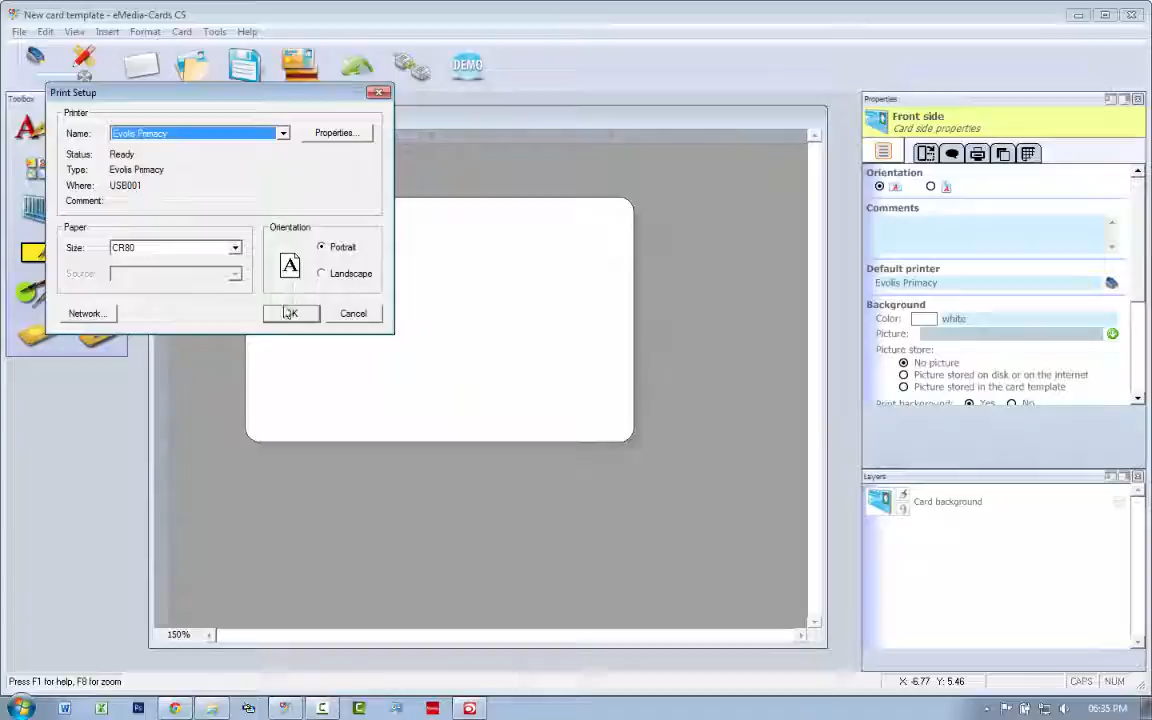 New card template - eMedia-Cards CS
File Edit View Insert Format Card Tools Help
DEMO
Print Setup
Printer
Name: Evolis Primacy Properties...
Status: Ready
Type: Evolis Primacy
Where: USB001
Comment:
Paper
Size: CR80
Source:
Orientation
A
Portrait
Landscape
Network... OK Cancel
Toolbox
A
150%
Properties
Front side
Card side properties
Orientation
Comments
Default printer
Evolis Primacy
Background
Color: white
Picture:
Picture store:
No picture
Picture stored on disk or on the internet
Picture stored in the card template
Print background: Yes No
Layers
Card background
Press F1 for help, F8 for zoom
X: -6.77 Y: 5.46 CAPS NUM
06:35 PM